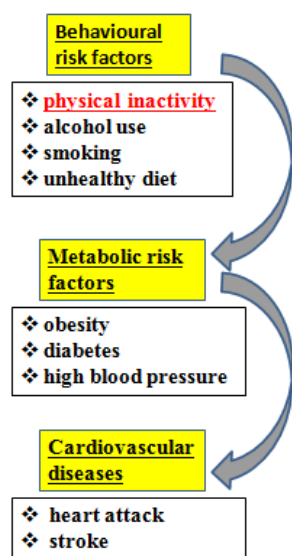 Behavioural
risk factors
❖ physical inactivity
❖ alcohol use
❖ smoking
❖ unhealthy diet
Metabolic risk
factors
❖ obesity
❖ diabetes
❖ high blood pressure
Cardiovascular
diseases
❖ heart attack
❖ stroke